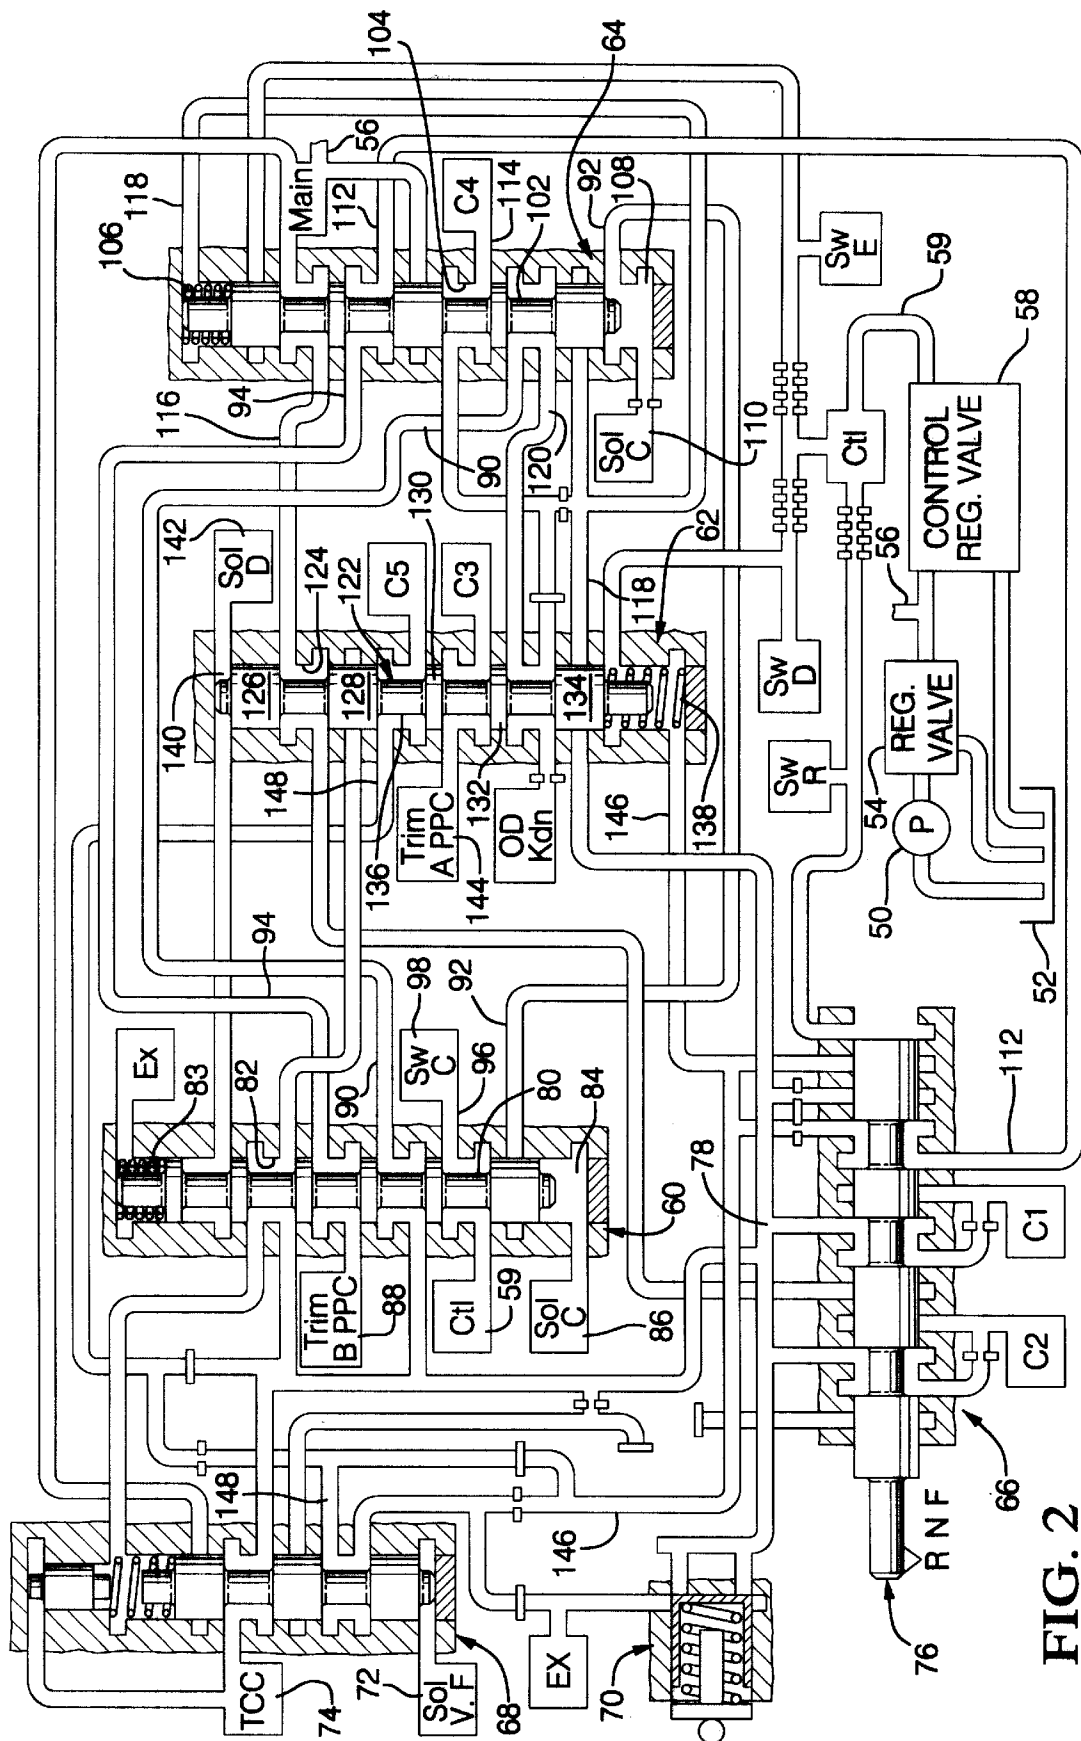 118
106
Main
56
112
104
C4
114
102
64
92
108
116
94
90
120
Sol C
110
Sw E
59
58
Ctl
CONTROL REG. VALVE
142
Sol D
140
126
124
128
122
130
C5
C3
118
62
134
148
136
Trim A PPC
144
132
OD Kdn
146
138
Sw D
Sw R
56
54
REG. VALVE
50
P
52
94
Ex
83
82
90
Sw C
98
96
92
80
84
60
Trim B PPC
88
Ctl
59
Sol C
86
78
112
C1
C2
66
148
146
TCC
74
72
Sol V. F
68
EX
70
76
R N F
FIG. 2